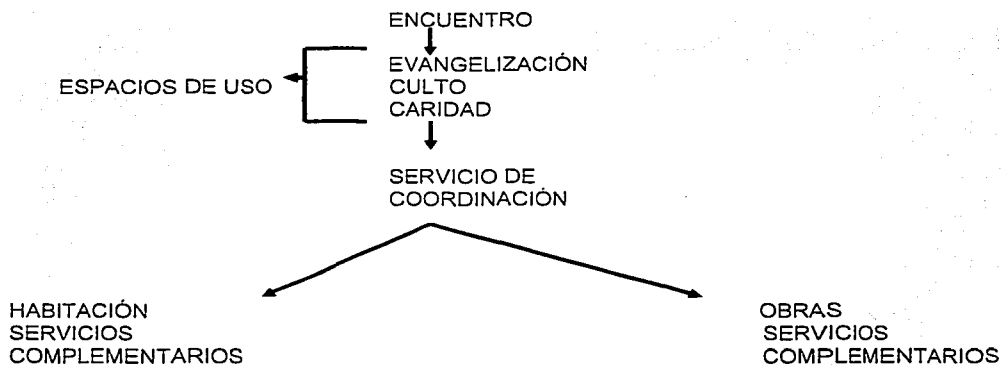 ENCUENTRO
ESPACIOS DE USO
EVANGELIZACIÓN
CULTO
CARIDAD
SERVICIO DE
COORDINACIÓN
HABITACIÓN
SERVICIOS
COMPLEMENTARIOS
OBRAS
SERVICIOS
COMPLEMENTARIOS